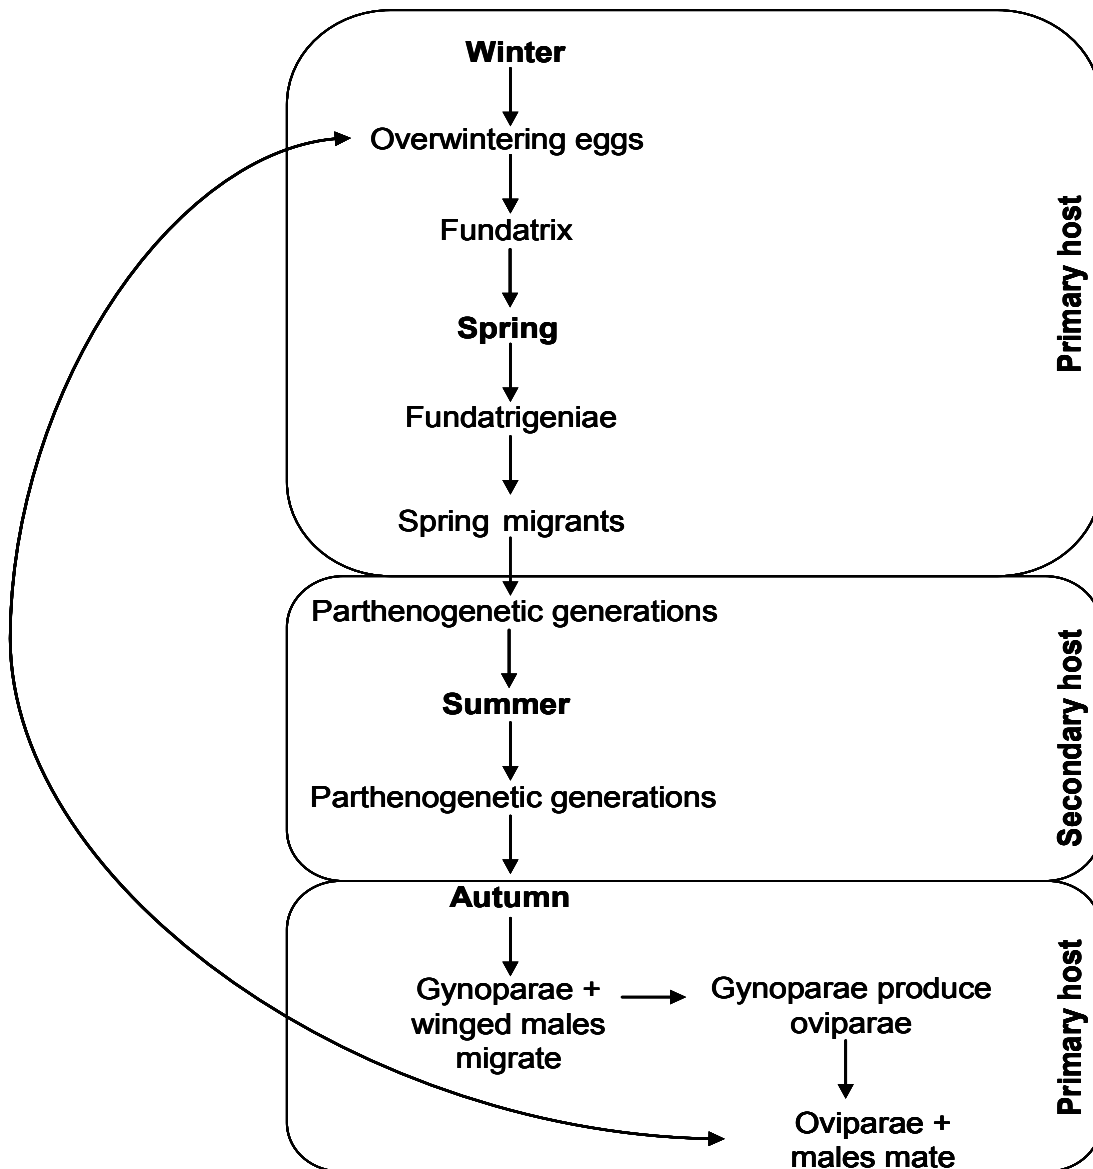 Winter
Overwintering eggs
Fundatrix
Spring
Fundatrigeniae
Spring migrants
Primary host
Parthenogenetic generations
Summer
Parthenogenetic generations
Secondary host
Autumn
Gynoparae +
winged males
migrate
Gynoparae produce
oviparae
Oviparae +
males mate
Primary host